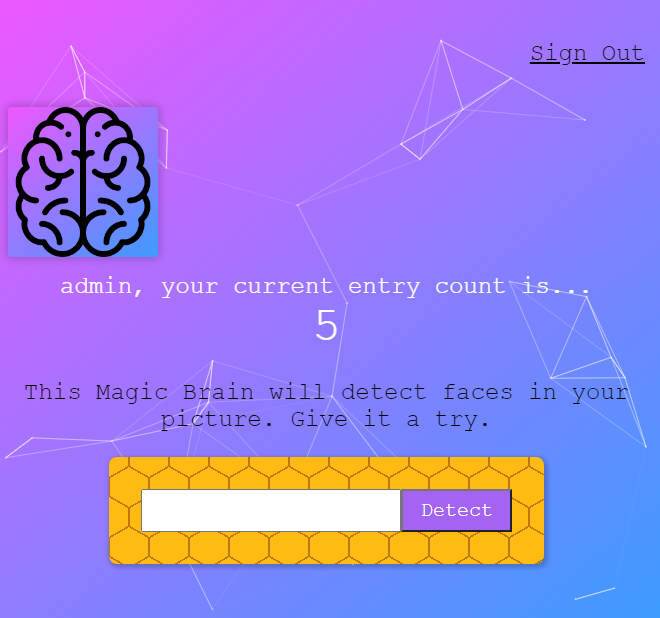 Sign Out
admin, your current entry count is...
5
This Magic Brain will detect faces in your
picture. Give it a try.
Detect